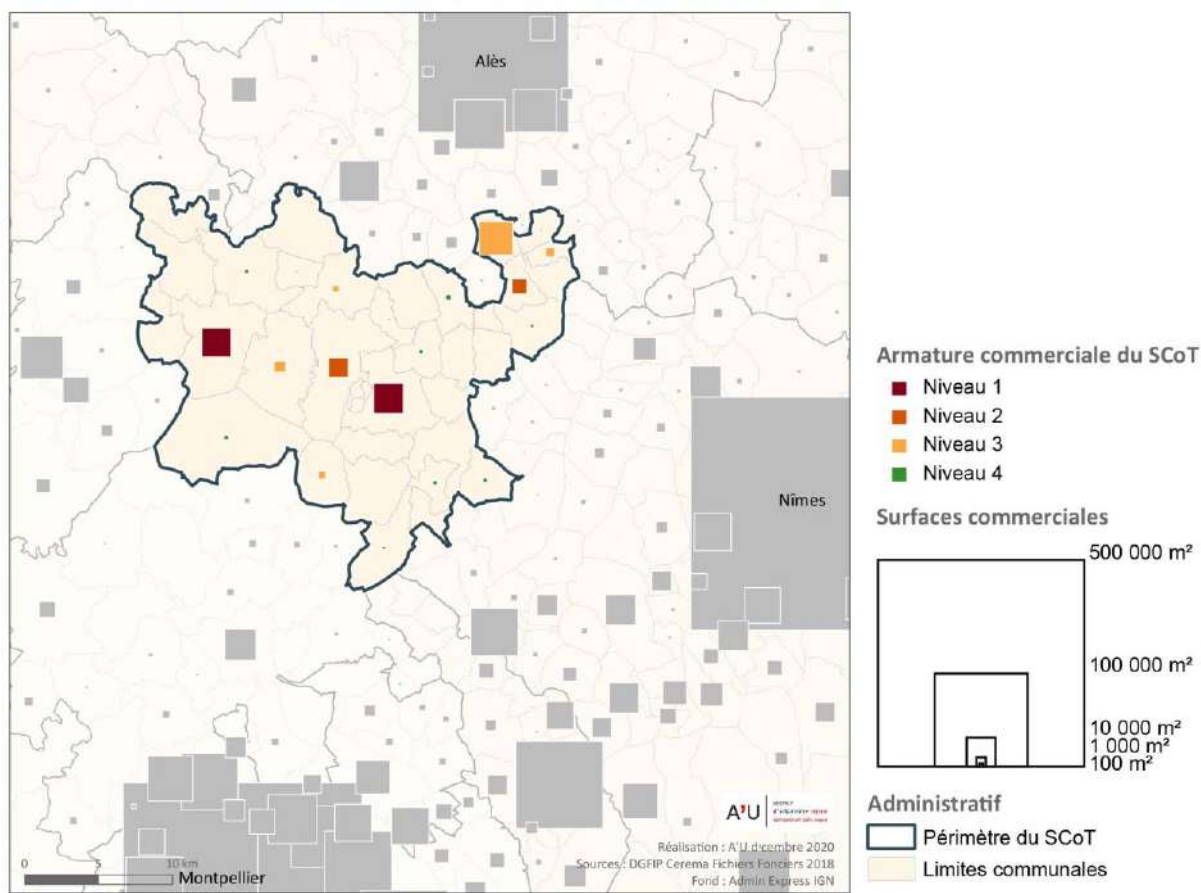 Alès
Nîmes
Montpellier
0 5 10 km
A'U
Réalisation : A'U décembre 2020
Sources : DGFIP Cerema Fichiers Fonciers 2018
Fond : Admin Express IGN
Armature commerciale du SCoT
Niveau 1
Niveau 2
Niveau 3
Niveau 4
Surfaces commerciales
500 000 m²
100 000 m²
10 000 m²
1 000 m²
100 m²
Administratif
Périmètre du SCoT
Limites communales